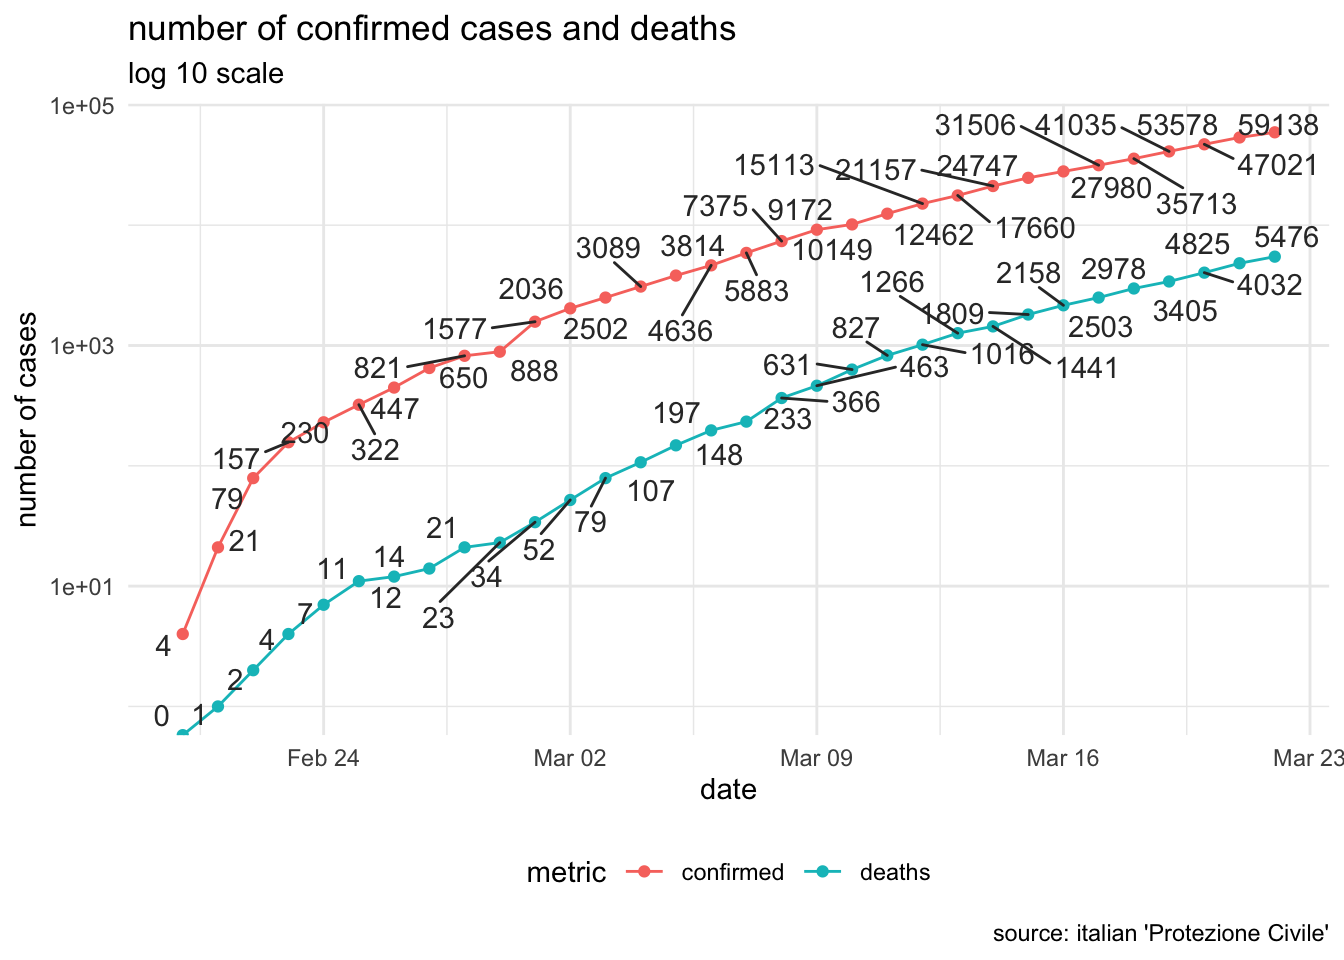 number of confirmed cases and deaths
log 10 scale
1e+05
1e+03
1e+01
number of cases
31506 41035 53578 59138
15113 21157 24747 47021
27980
7375 9172 35713
17660
12462
3089 3814 10149 4825 5476
2036 5883 1266 2158 2978 4032
1577 2502 4636 827 1809 2503 3405
821 650 888 631 463 1016 1441
447 366
157 230 322 197 233
148
79 107
21 21 79
11 14 52
12 34
7 23
4 4
2
0 1
Feb 24 Mar 02 Mar 09 Mar 16 Mar 23
date
metric confirmed deaths
source: italian 'Protezione Civile'